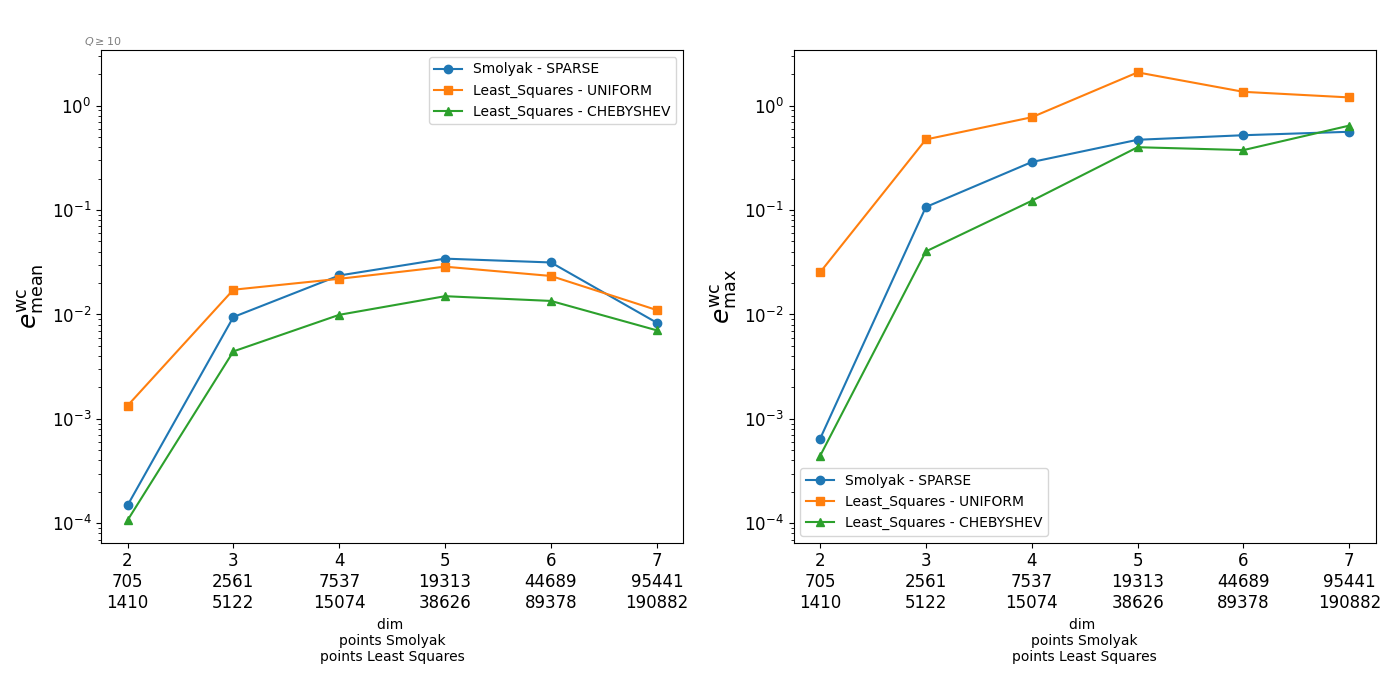 Q ≥ 10
Smolyak - SPARSE
Least_Squares - UNIFORM
Least_Squares - CHEBYSHEV
10⁰
10⁻¹
10⁻²
10⁻³
10⁻⁴
e^wc_mean
2 3 4 5 6 7
705 2561 7537 19313 44689 95441
1410 5122 15074 38626 89378 190882
dim
points Smolyak
points Least Squares
10⁰
10⁻¹
10⁻²
10⁻³
10⁻⁴
e^wc_max
Smolyak - SPARSE
Least_Squares - UNIFORM
Least_Squares - CHEBYSHEV
2 3 4 5 6 7
705 2561 7537 19313 44689 95441
1410 5122 15074 38626 89378 190882
dim
points Smolyak
points Least Squares